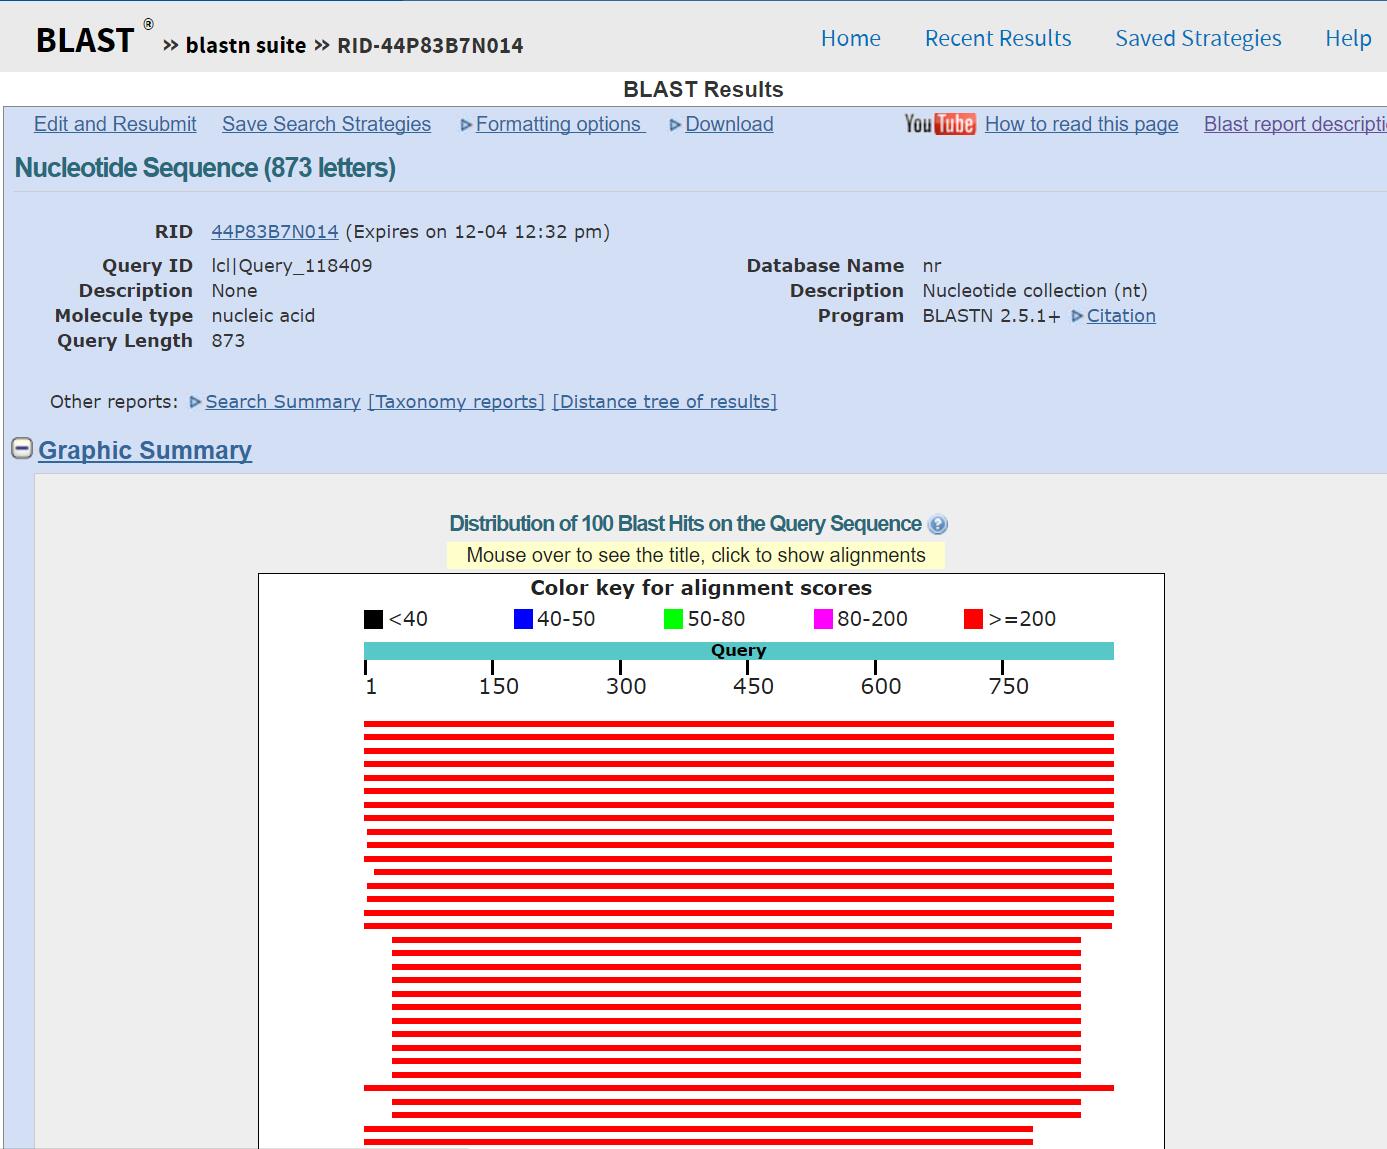 BLAST ® » blastn suite » RID-44P83B7N014
Home Recent Results Saved Strategies Help
BLAST Results
Edit and Resubmit Save Search Strategies Formatting options Download YouTube How to read this page Blast report descripti
Nucleotide Sequence (873 letters)
RID 44P83B7N014 (Expires on 12-04 12:32 pm)
Query ID lcl|Query_118409
Description None
Molecule type nucleic acid
Query Length 873
Database Name nr
Description Nucleotide collection (nt)
Program BLASTN 2.5.1+ Citation
Other reports: Search Summary [Taxonomy reports] [Distance tree of results]
Graphic Summary
Distribution of 100 Blast Hits on the Query Sequence
Mouse over to see the title, click to show alignments
Color key for alignment scores
<40 40-50 50-80 80-200 >=200
Query
1 150 300 450 600 750